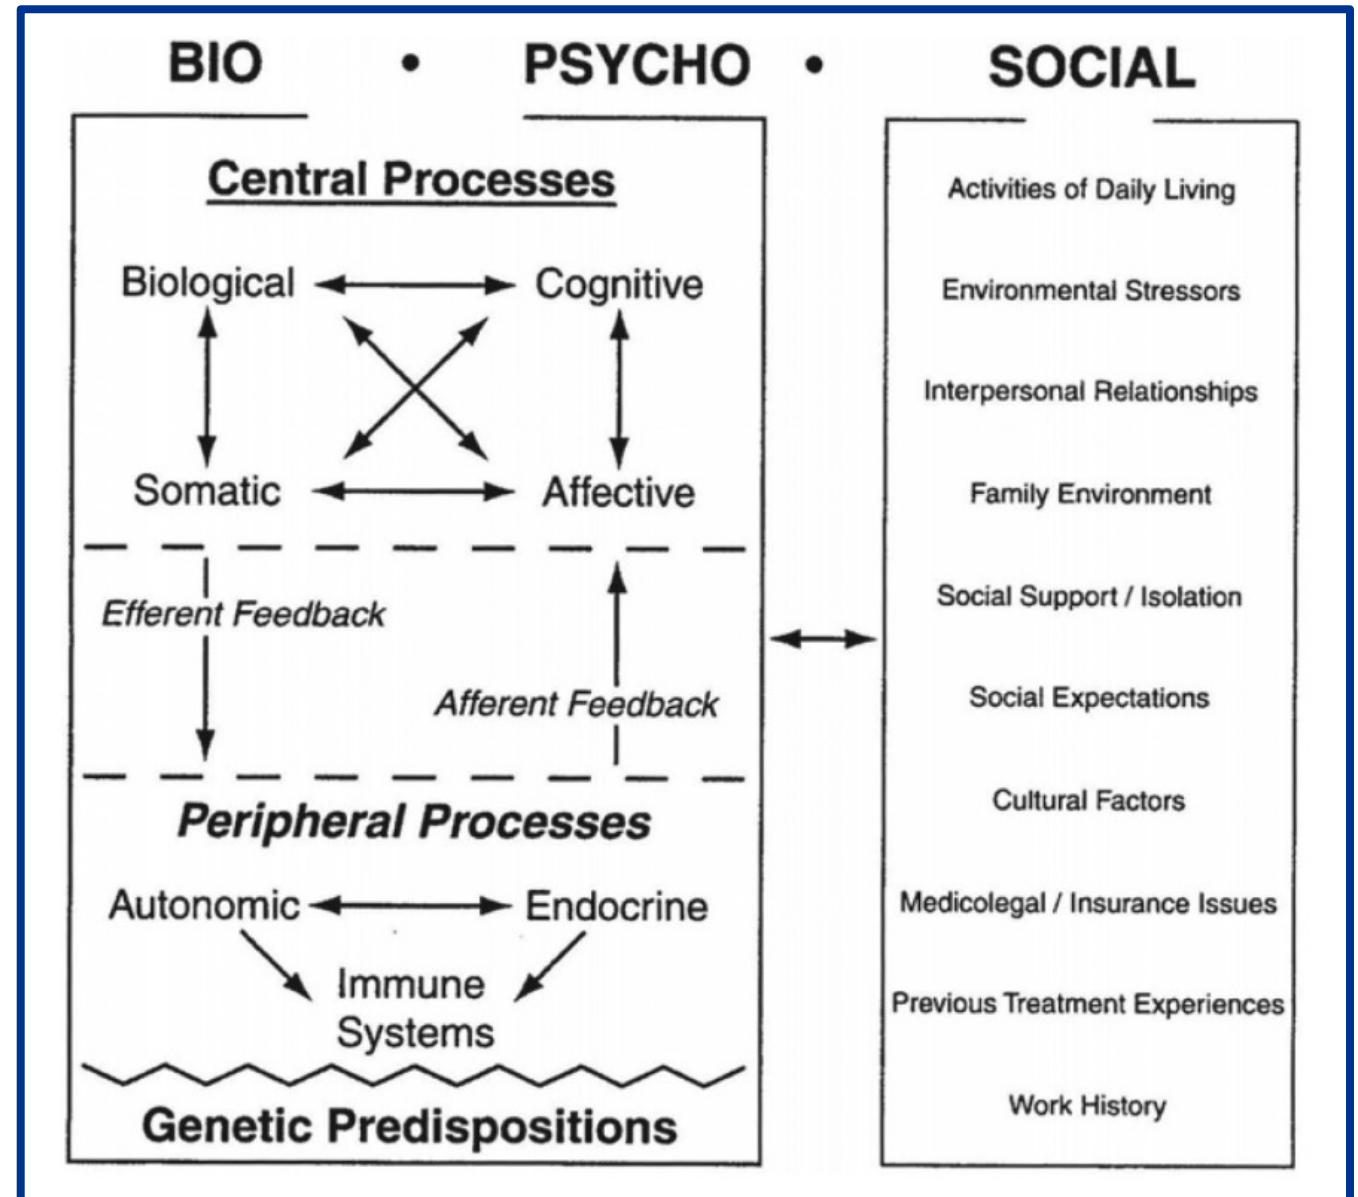 BIO • PSYCHO • SOCIAL
Central Processes
Biological Cognitive
Somatic Affective
Efferent Feedback
Afferent Feedback
Peripheral Processes
Autonomic Endocrine
Immune
Systems
Genetic Predispositions
Activities of Daily Living
Environmental Stressors
Interpersonal Relationships
Family Environment
Social Support / Isolation
Social Expectations
Cultural Factors
Medicolegal / Insurance Issues
Previous Treatment Experiences
Work History